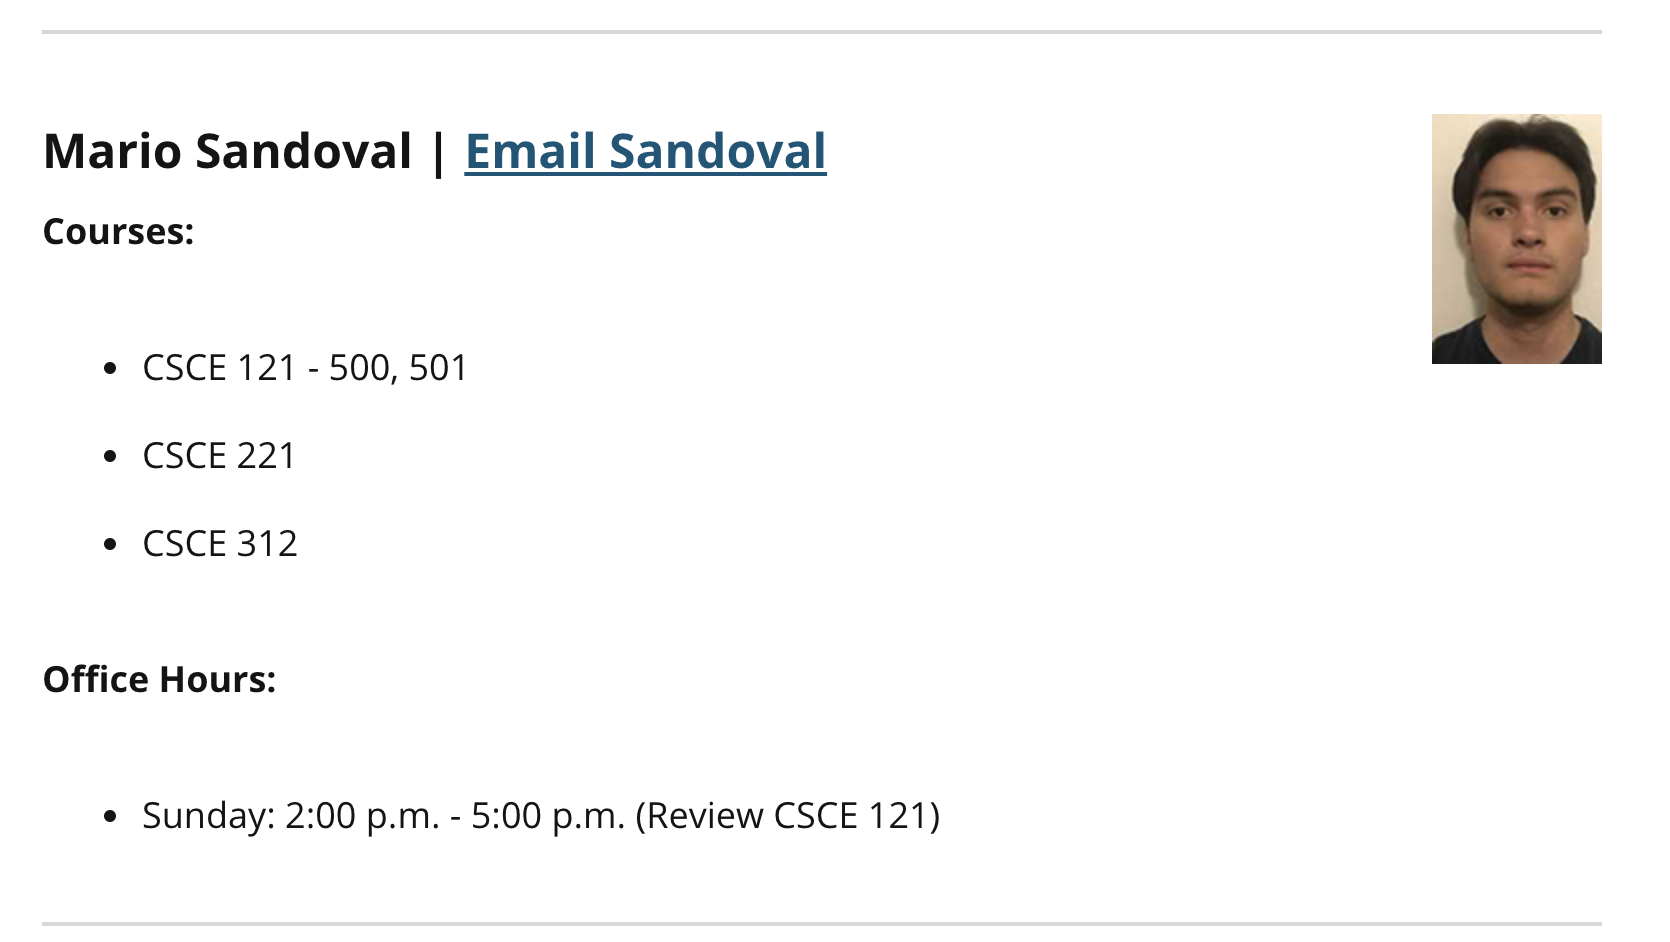 Mario Sandoval | Email Sandoval
Courses:
• CSCE 121 - 500, 501
• CSCE 221
• CSCE 312
Office Hours:
• Sunday: 2:00 p.m. - 5:00 p.m. (Review CSCE 121)